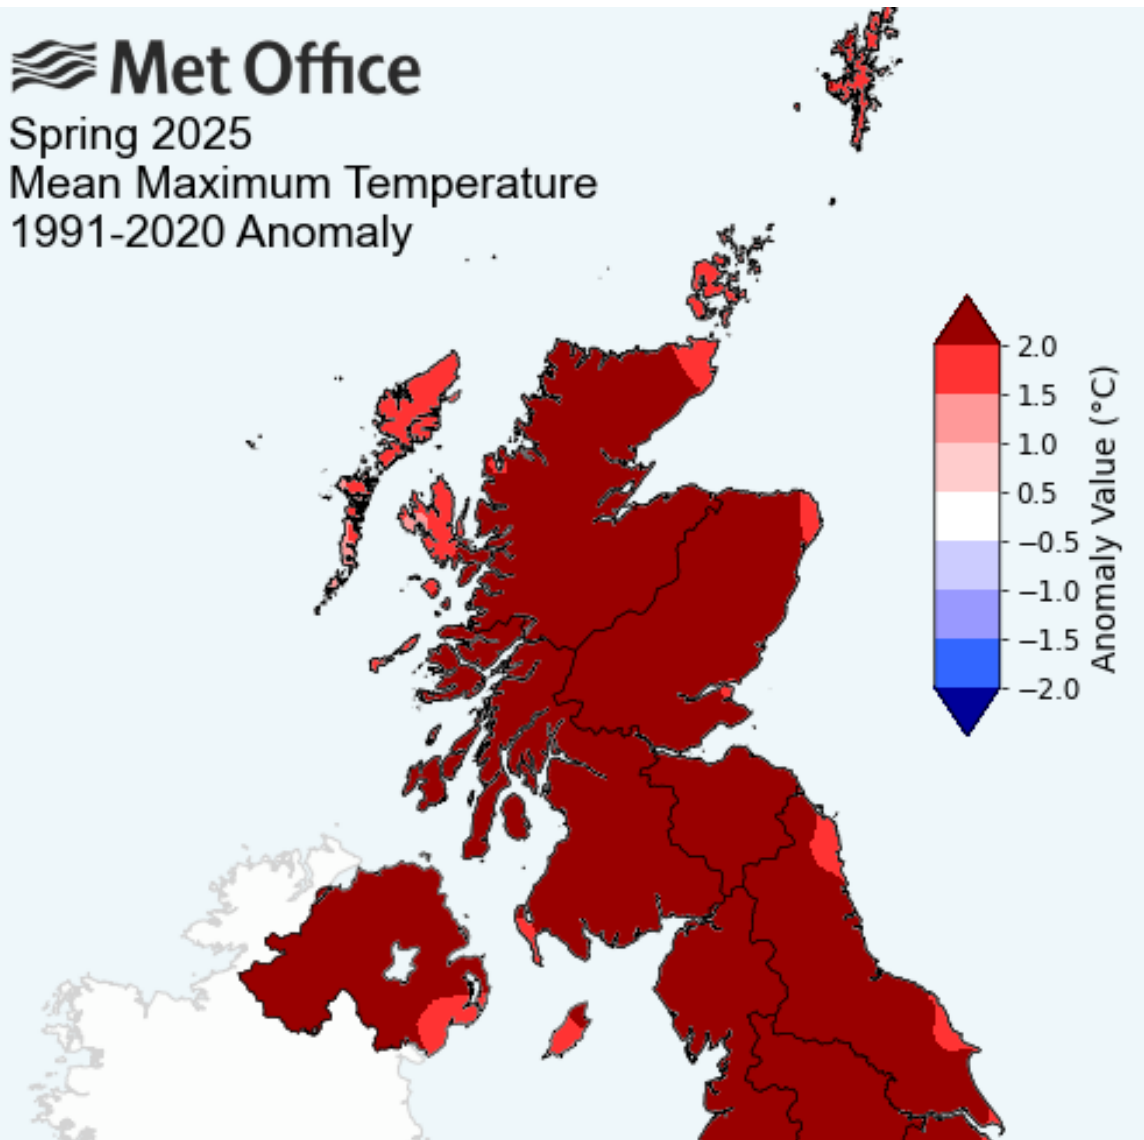 Met Office
Spring 2025
Mean Maximum Temperature
1991-2020 Anomaly
2.0
1.5
1.0
0.5
−0.5
−1.0
−1.5
−2.0
Anomaly Value (°C)